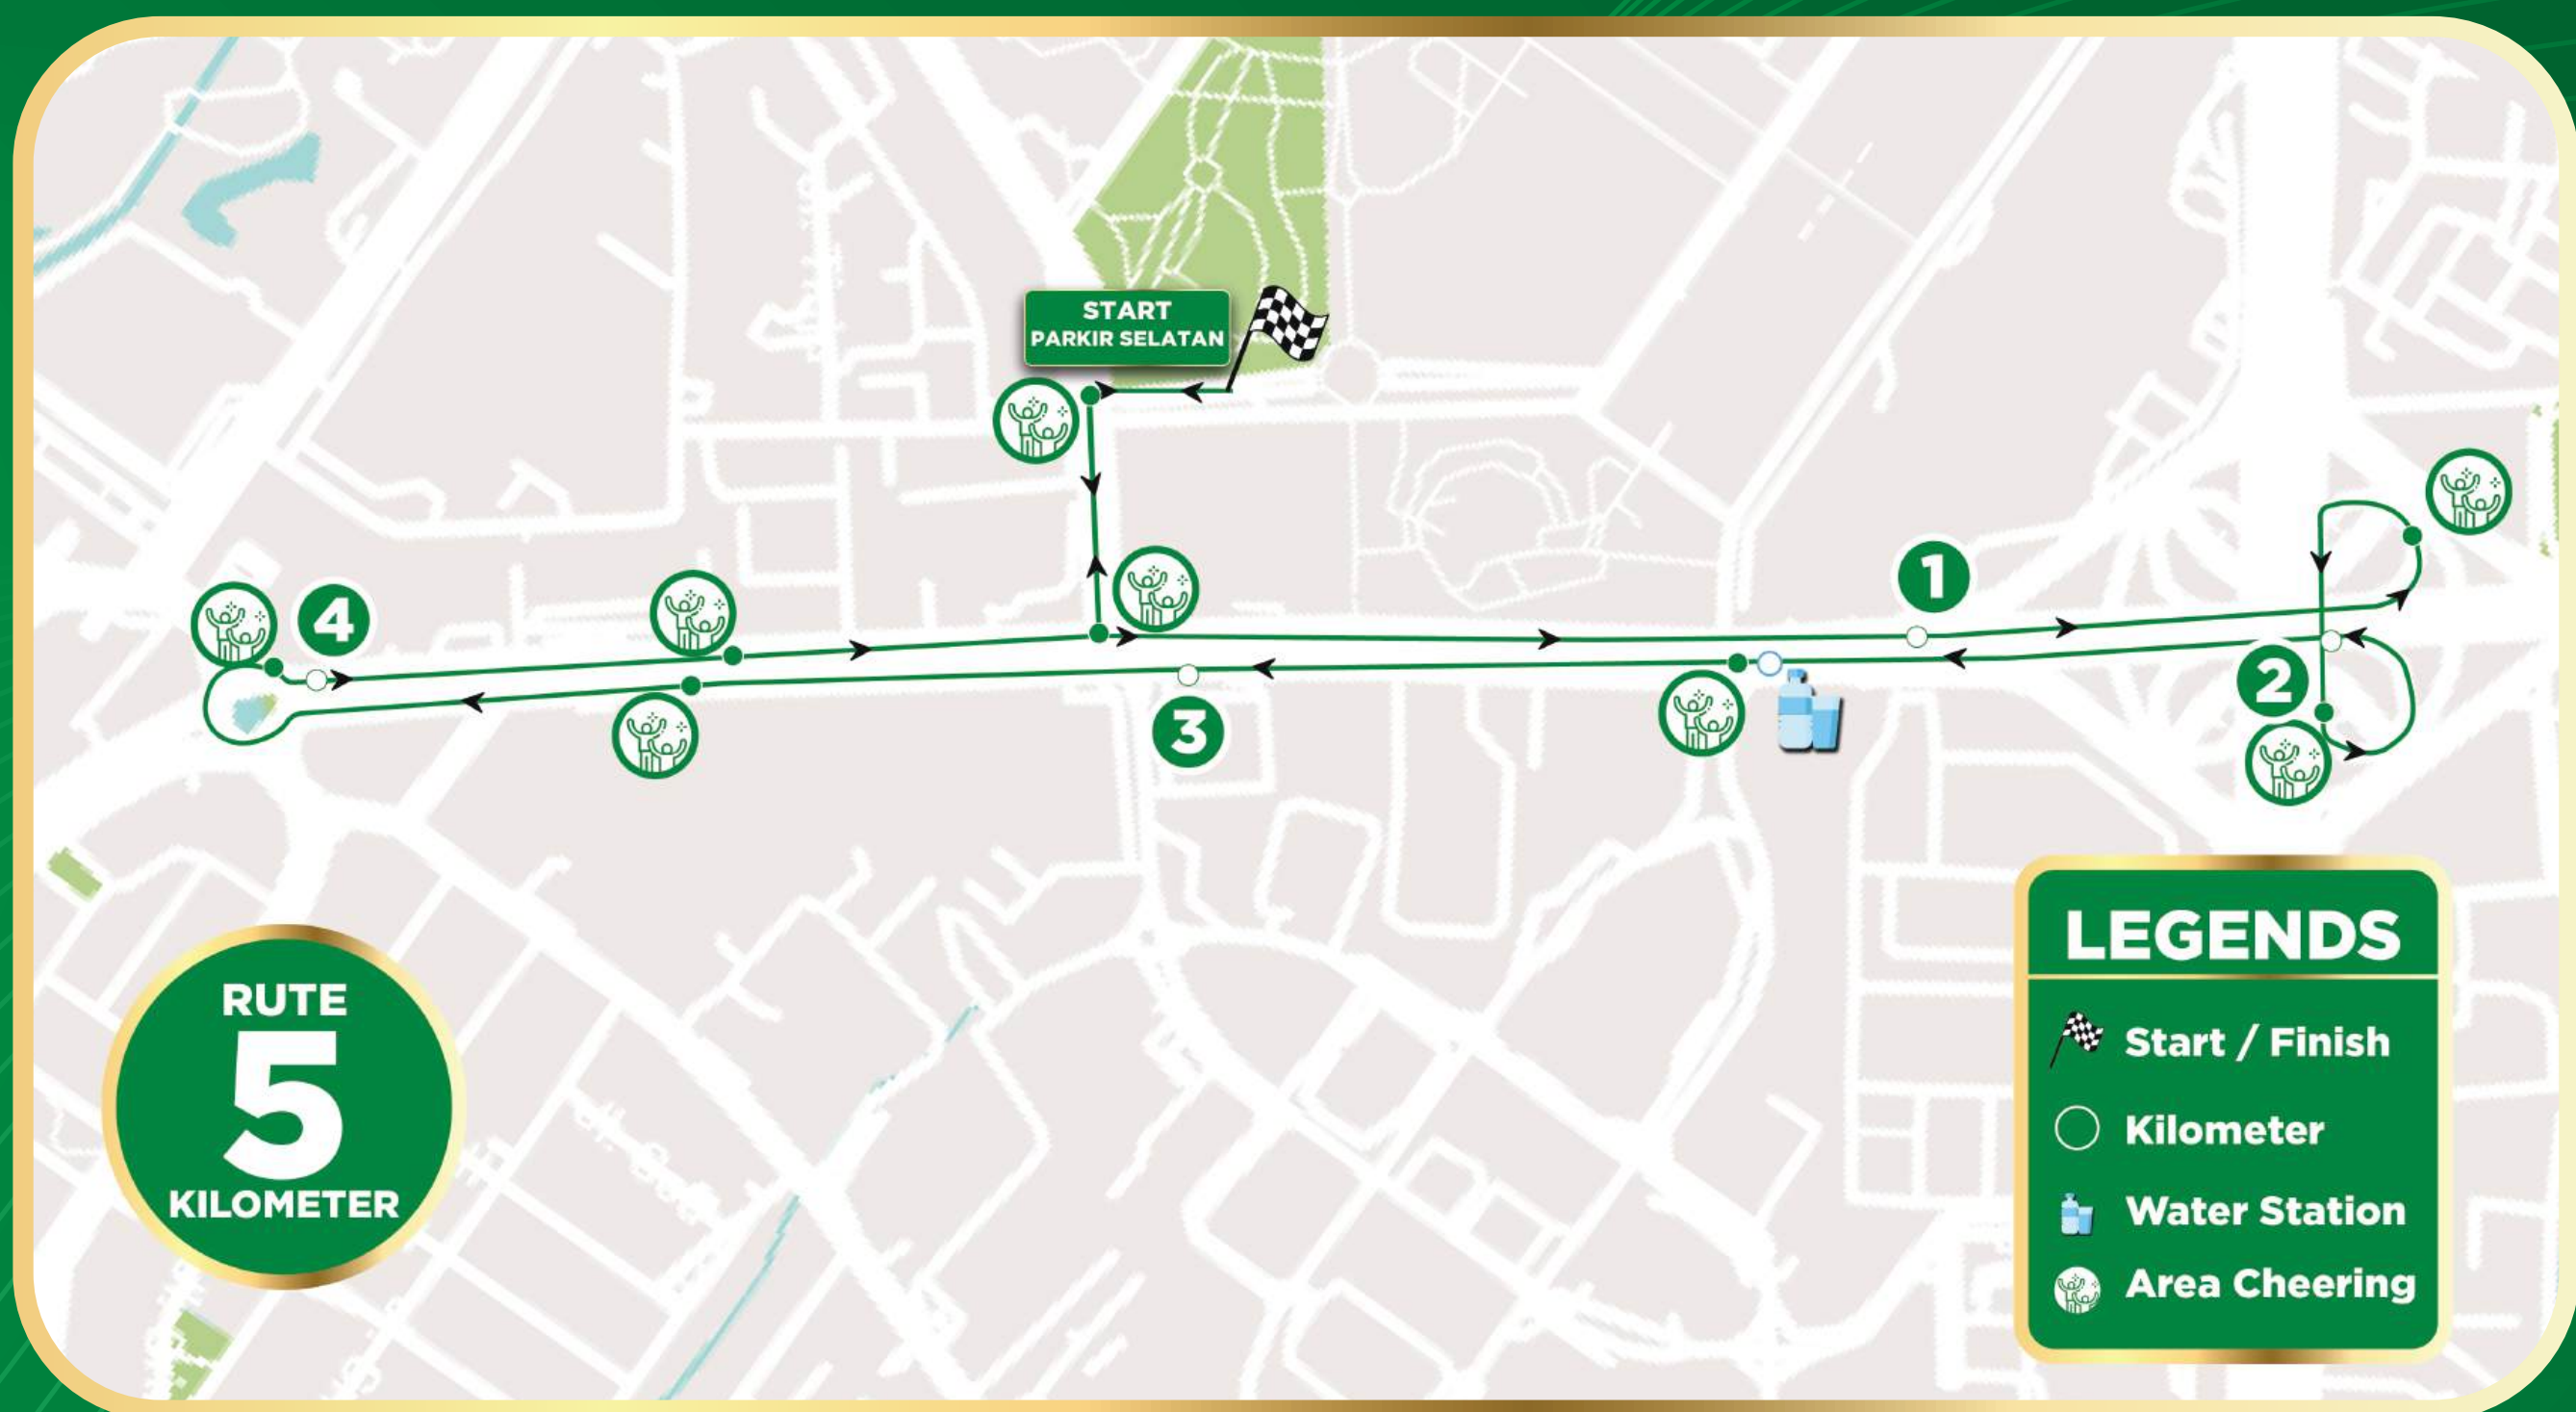 START
PARKIR SELATAN
1
4
2
3
RUTE
5
KILOMETER
LEGENDS
Start / Finish
Kilometer
Water Station
Area Cheering